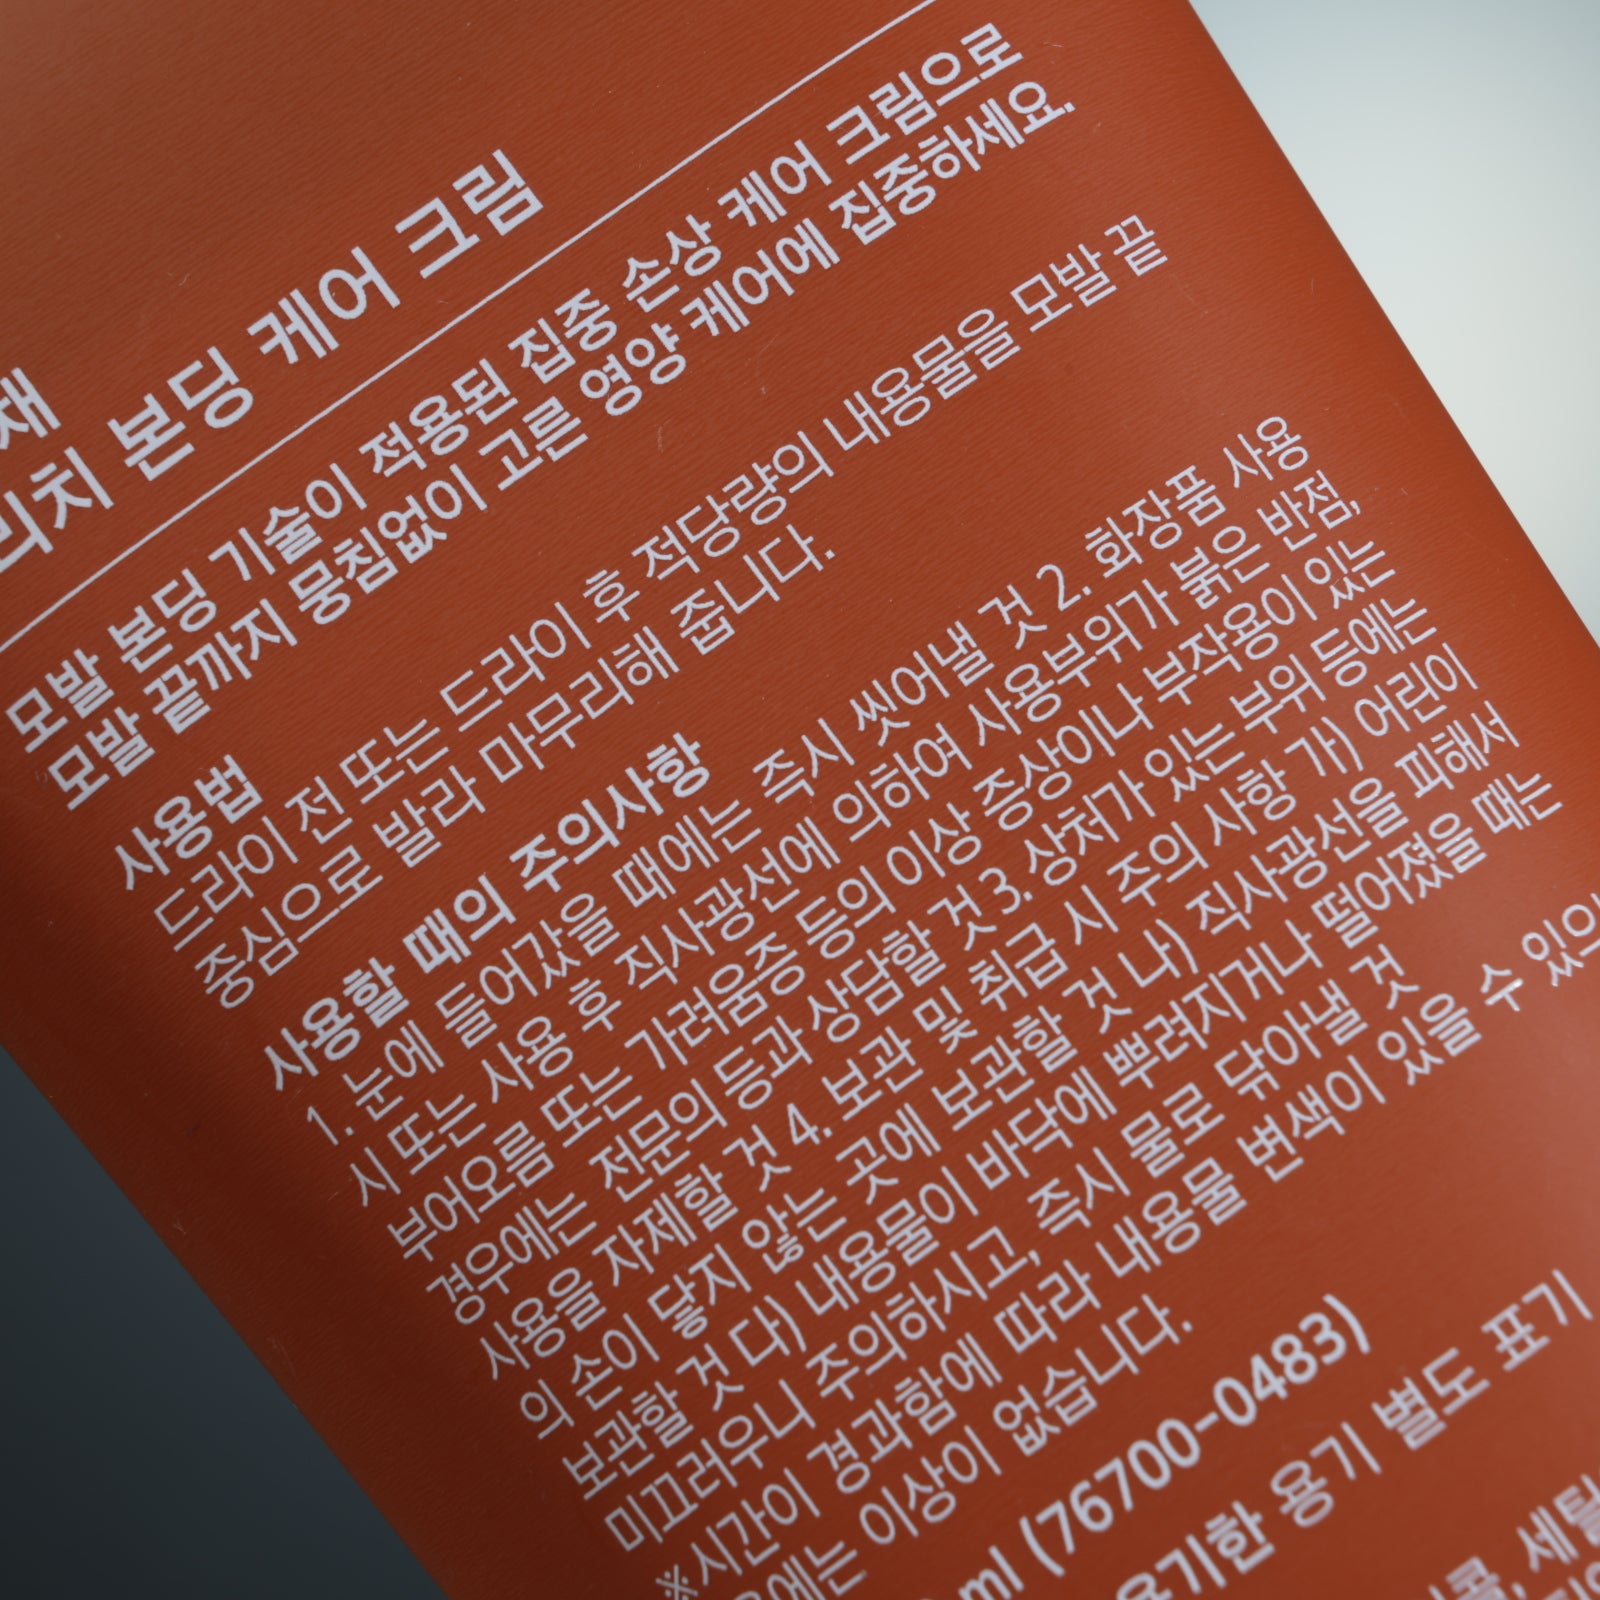 채
리치 본딩 케어 크림
모발 본딩 기술이 적용된 집중 손상 케어 크림으로
모발 끝까지 뭉침없이 고른 영양 케어에 집중하세요.
사용법
드라이 전 또는 드라이 후 적당량의 내용물을 모발 끝
중심으로 발라 마무리해 줍니다.
사용할 때의 주의사항
1. 눈에 들어갔을 때에는 즉시 씻어낼 것 2. 화장품 사용
시 또는 사용 후 직사광선에 의하여 사용부위가 붉은 반점,
부어오름 또는 가려움증 등의 이상 증상이나 부작용이 있는
경우에는 전문의 등과 상담할 것 3. 상처가 있는 부위 등에는
사용을 자제할 것 4. 보관 및 취급 시 주의 사항 가) 어린이
의 손이 닿지 않는 곳에 보관할 것 나) 직사광선을 피해서
보관할 것 다) 내용물이 바닥에 뿌려지거나 떨어졌을 때는
미끄러우니 주의하시고, 즉시 물로 닦아낼 것
※시간이 경과함에 따라 내용물 변색이 있을 수 있으
에는 이상이 없습니다.
ml (76700-0483)
용기한 용기 별도 표기